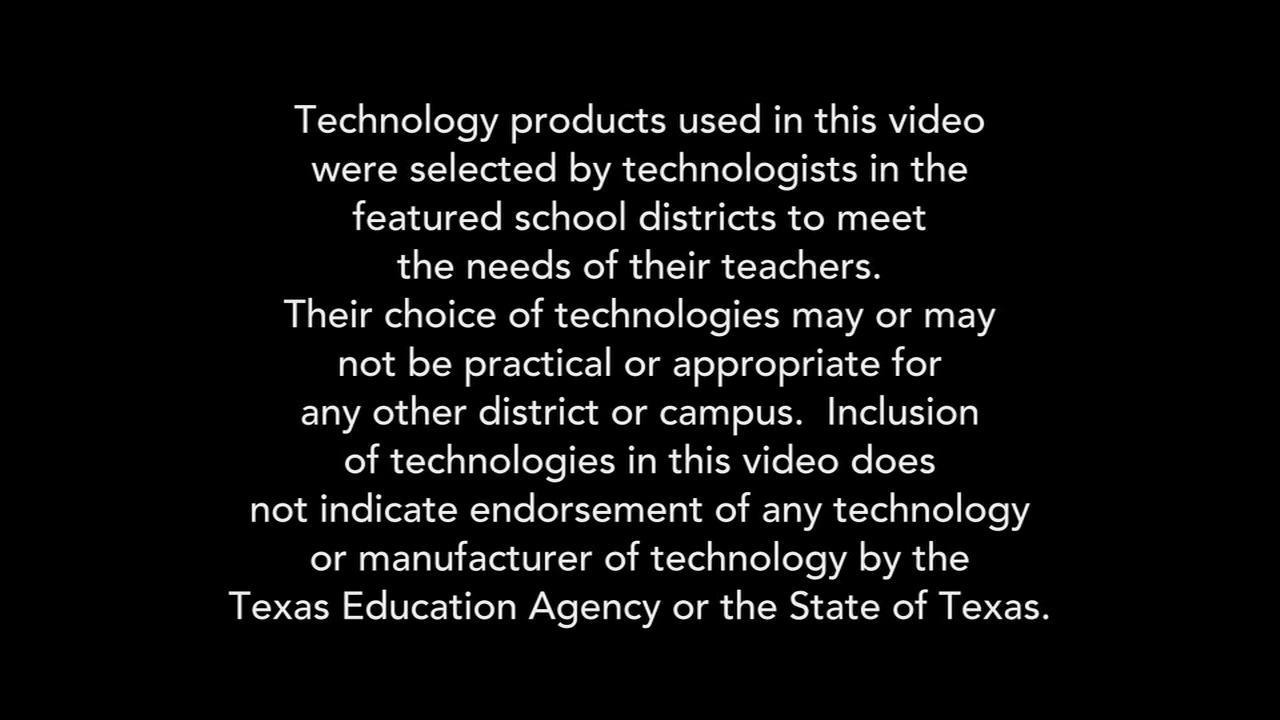 Technology products used in this video
were selected by technologists in the
featured school districts to meet
the needs of their teachers.
Their choice of technologies may or may
not be practical or appropriate for
any other district or campus.  Inclusion
of technologies in this video does
not indicate endorsement of any technology
or manufacturer of technology by the
Texas Education Agency or the State of Texas.